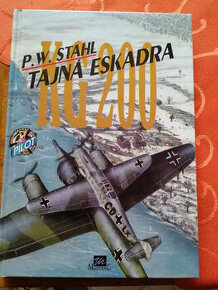 P. W. STAHL
TAJNÁ ESKADRA
KG 200
PILOT